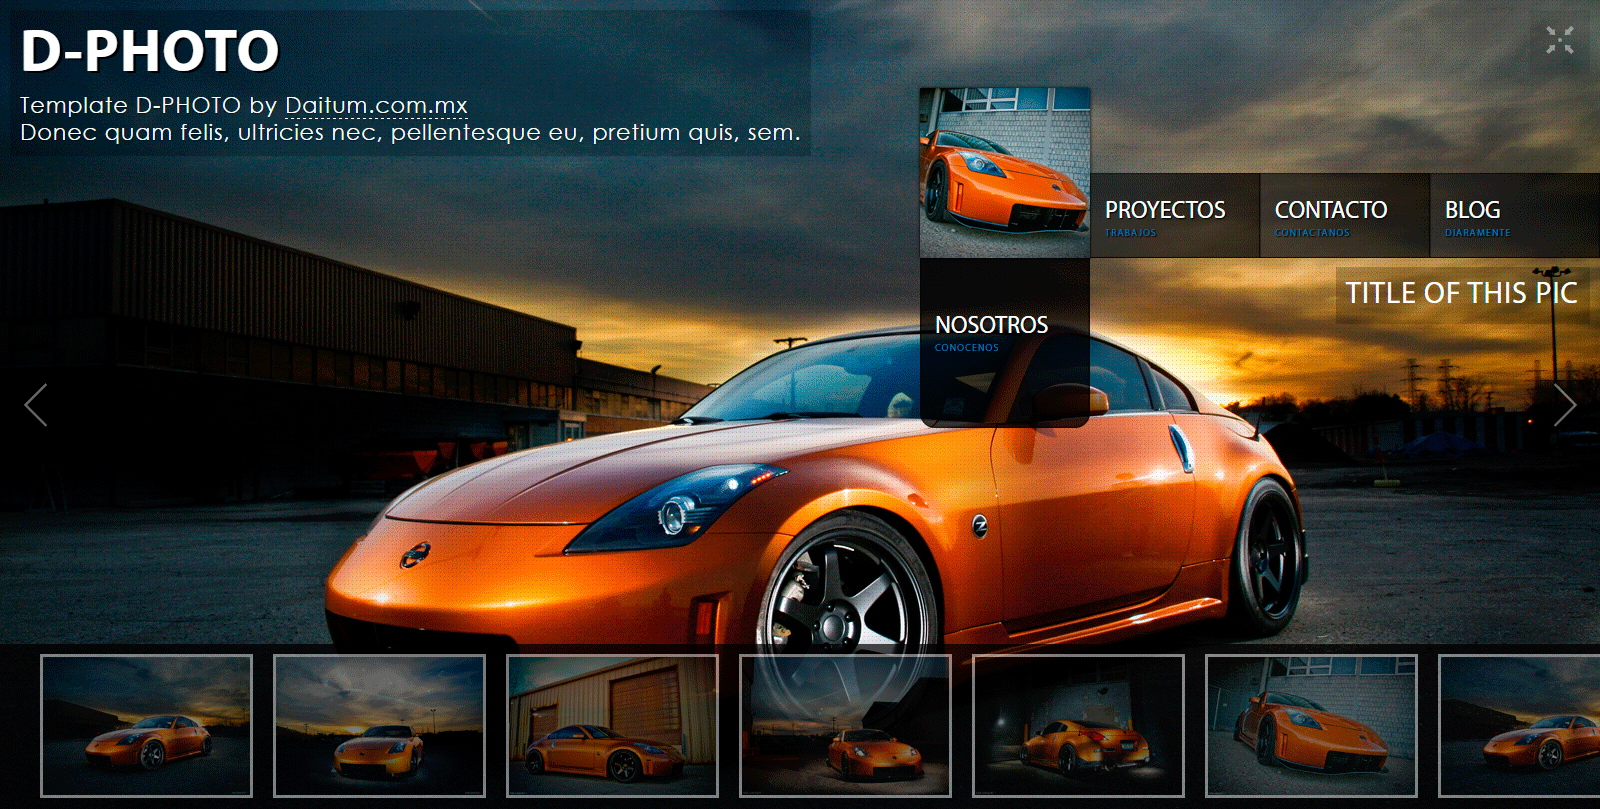 D-PHOTO
Template D-PHOTO by Daitum.com.mx
Donec quam felis, ultricies nec, pellentesque eu, pretium quis, sem.
PROYECTOS
TRABAJOS
CONTACTO
CONTACTANOS
BLOG
DIARAMENTE
NOSOTROS
CONOCENOS
TITLE OF THIS PIC